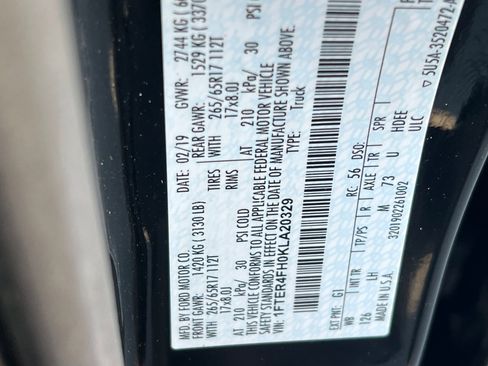 MFD. BY FORD MOTOR CO.
DATE: 02/19 GVWR: 2744 KG
FRONT GAWR: 1420 KG (3130 LB) REAR GAWR: 1529 KG (3370
265/65R17 112T TIRES WITH 265/65R17 112T
17x8.0J RIMS 17x8.0J
AT 210 kPa/ 30 PSI COLD AT 210 kPa/ 30 PSI
THIS VEHICLE CONFORMS TO ALL APPLICABLE FEDERAL MOTOR VEHICLE
SAFETY STANDARDS IN EFFECT ON THE DATE OF MANUFACTURE SHOWN ABOVE.
VIN: 1FTER4FH0KLA20329
TYPE: Truck
EXT PNT: G1 RC: 56 DSO:
WB INT TR TP/PS R AXLE TR SPR
126 LH M 73 U HDEE
MADE IN U.S.A. 3201902261002 ULC
5U5A-3520472-A